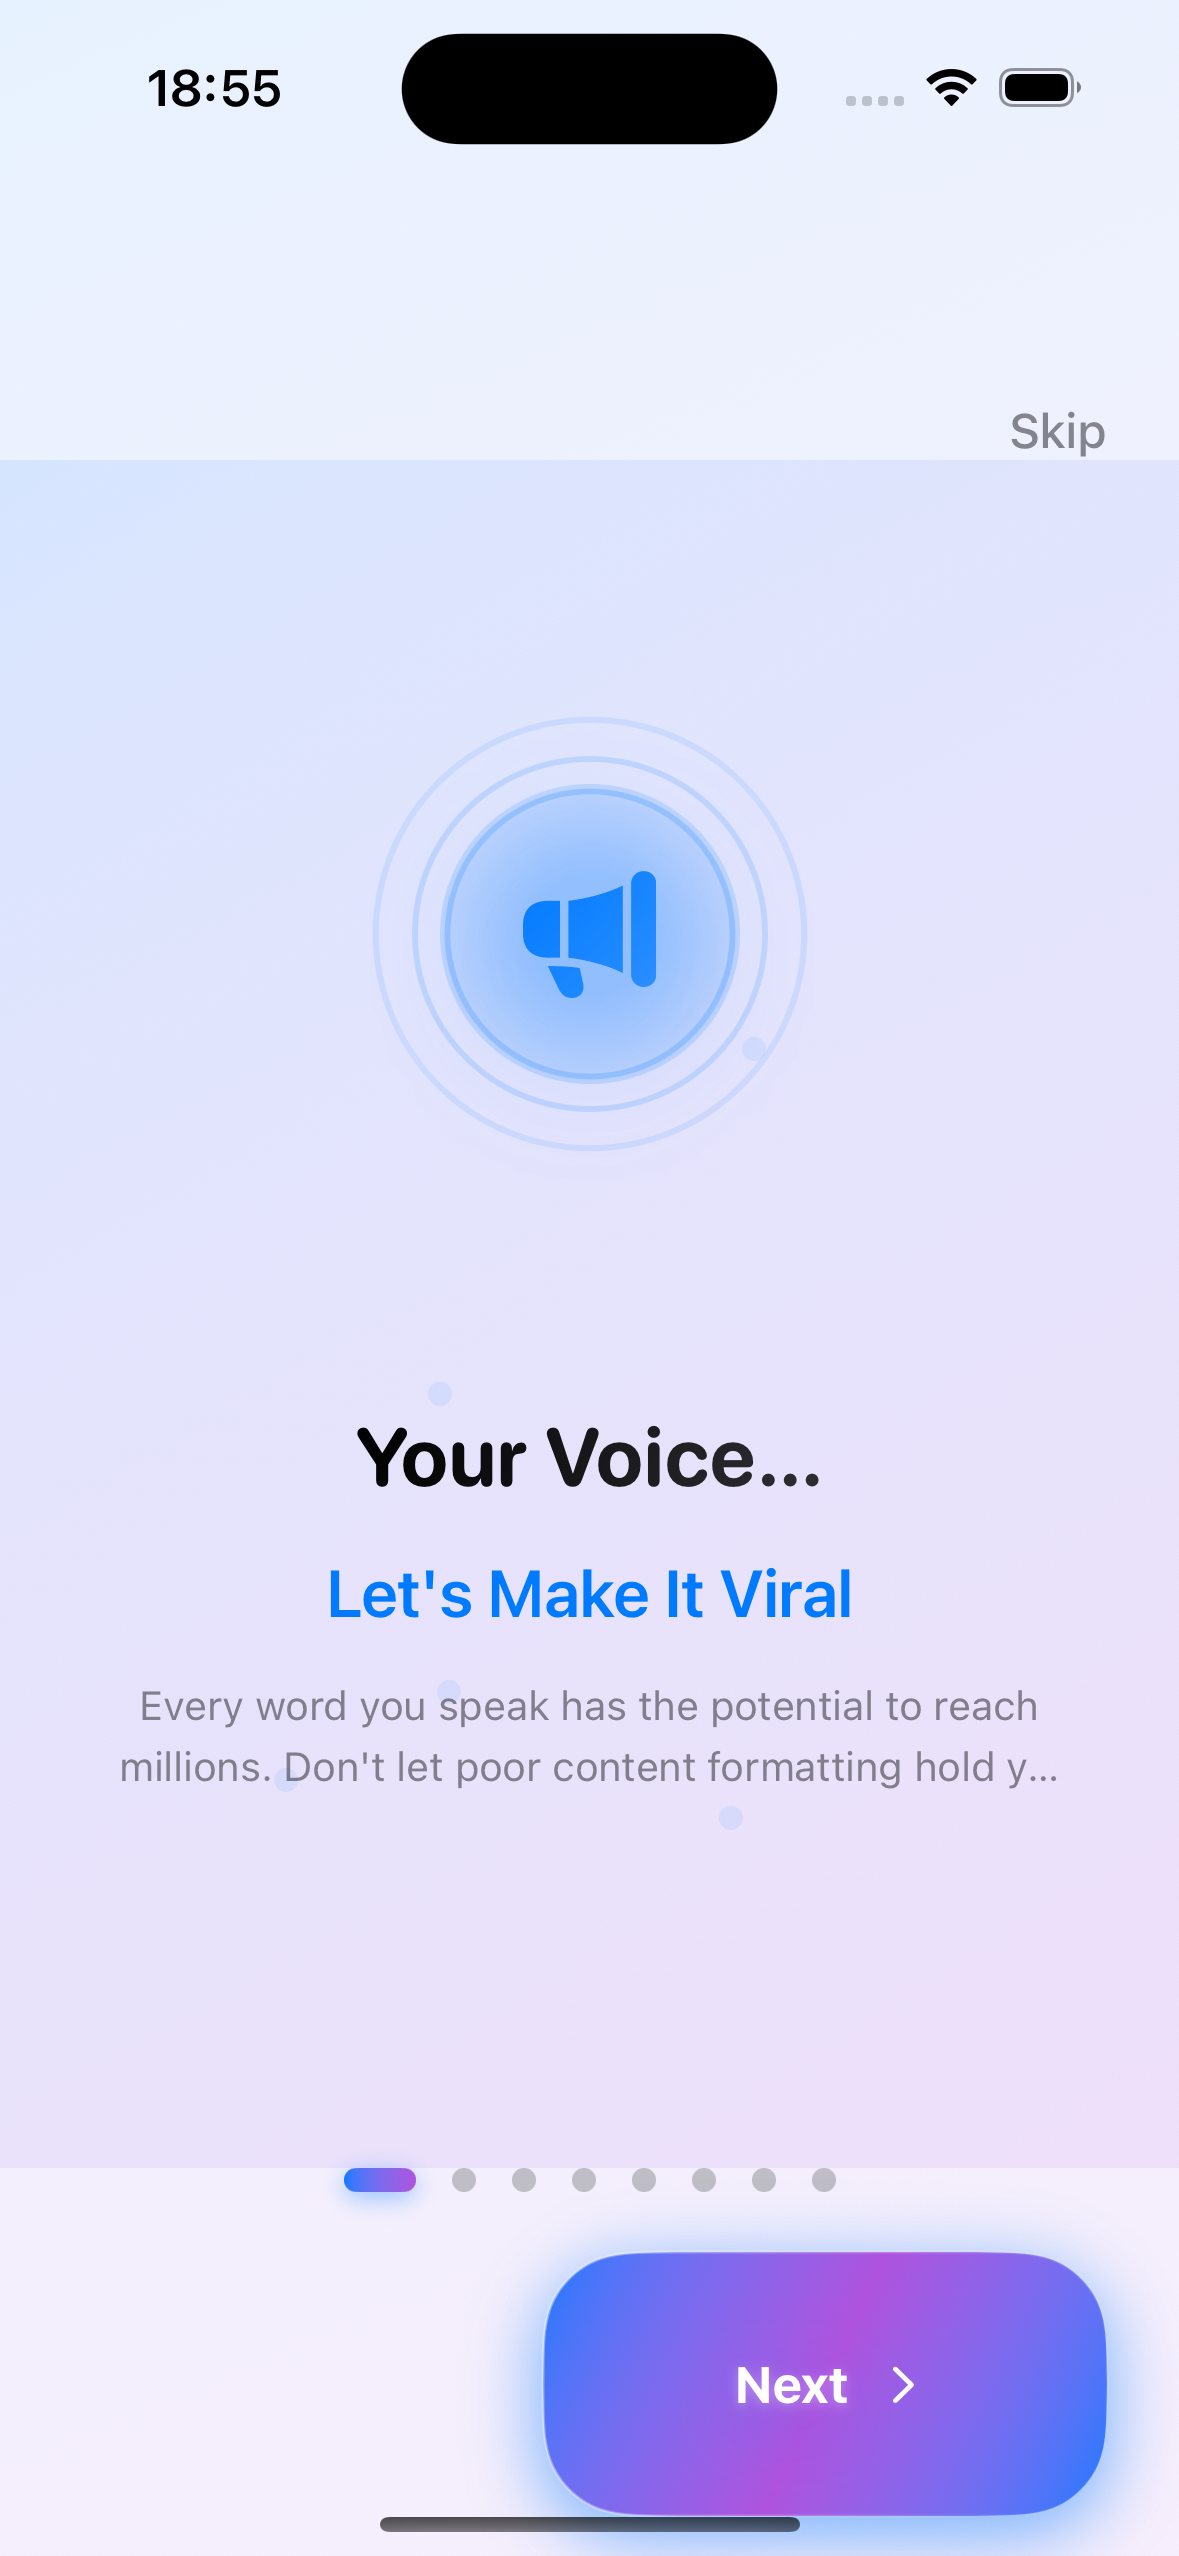 18:55
Skip
Your Voice...
Let's Make It Viral
Every word you speak has the potential to reach
millions. Don't let poor content formatting hold y...
Next